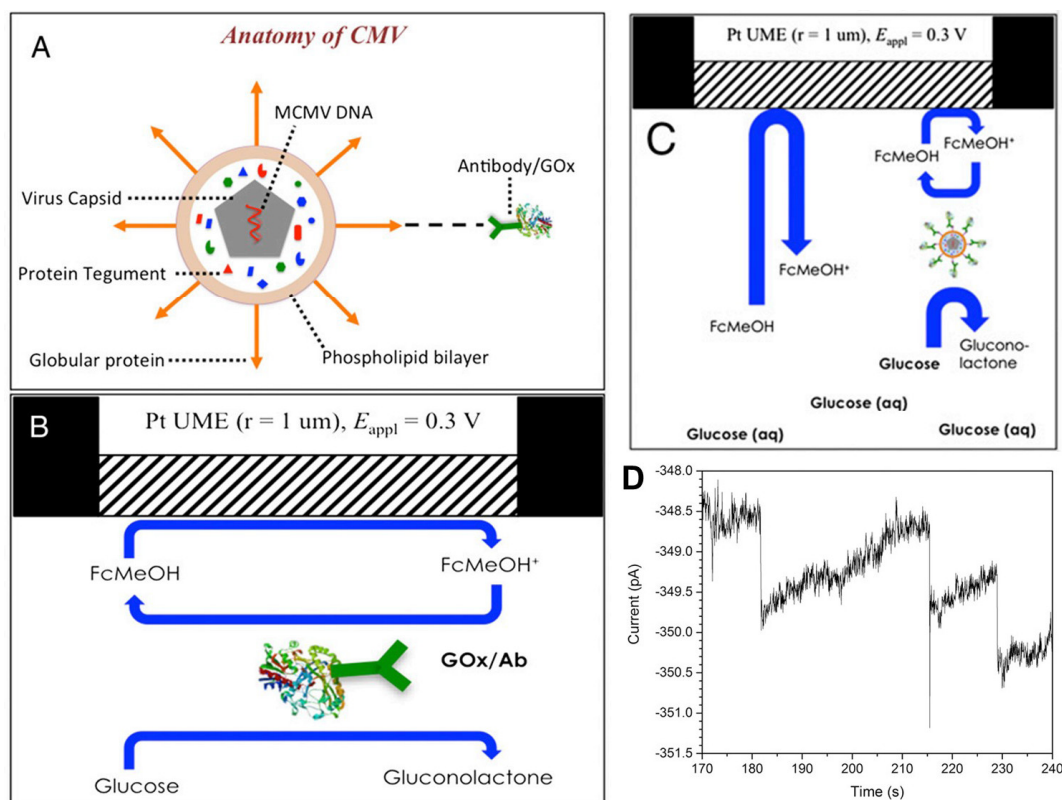 A
Anatomy of CMV
MCMV DNA
Antibody/GOx
Virus Capsid
Protein Tegument
Globular protein
Phospholipid bilayer
B
Pt UME (r = 1 um), Eappl = 0.3 V
FcMeOH
FcMeOH+
GOx/Ab
Glucose
Gluconolactone
Pt UME (r = 1 um), Eappl = 0.3 V
C
FcMeOH
FcMeOH+
FcMeOH+
FcMeOH
Glucose
Glucono-
lactone
Glucose (aq)
Glucose (aq)
Glucose (aq)
D
-348.0
-348.5
-349.0
-349.5
-350.0
-350.5
-351.0
-351.5
Current (pA)
170 180 190 200 210 220 230 240
Time (s)